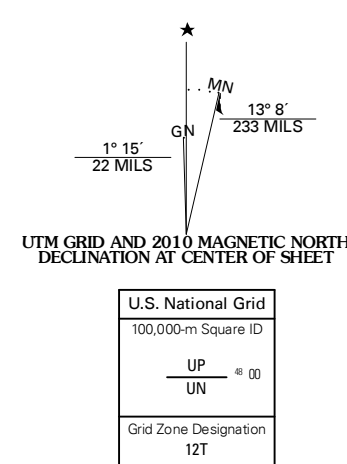 ★
MN
GN
13° 8´
233 MILS
1° 15´
22 MILS
UTM GRID AND 2010 MAGNETIC NORTH
DECLINATION AT CENTER OF SHEET
U.S. National Grid
100,000-m Square ID
UP
48 00
UN
Grid Zone Designation
12T